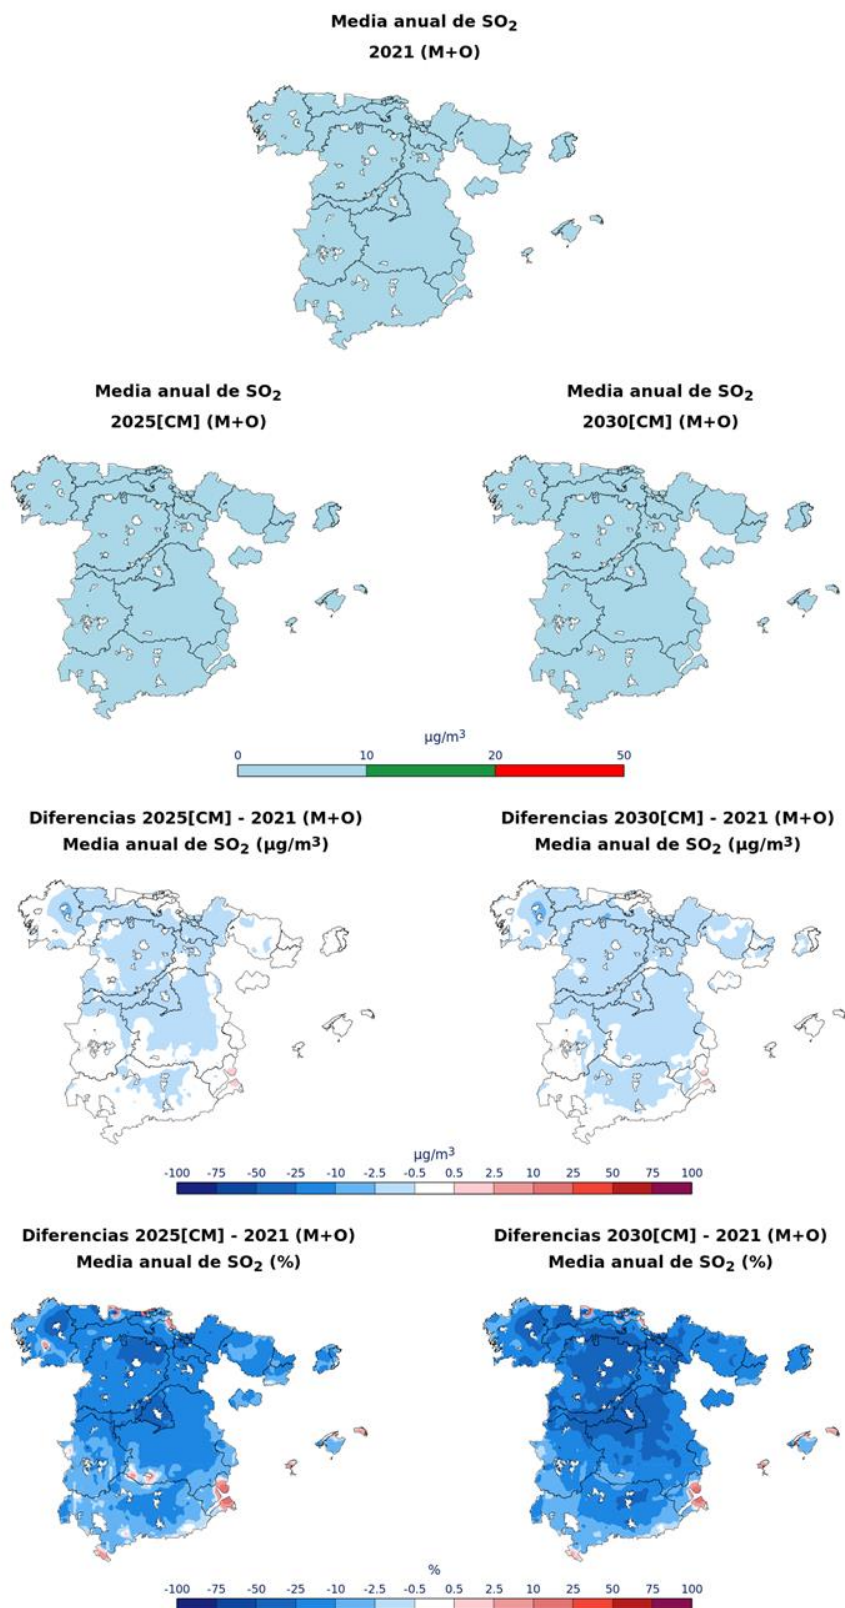 Media anual de SO₂
2021 (M+O)
Media anual de SO₂
2025[CM] (M+O)
Media anual de SO₂
2030[CM] (M+O)
µg/m³
0 10 20 50
Diferencias 2025[CM] - 2021 (M+O)
Media anual de SO₂ (µg/m³)
Diferencias 2030[CM] - 2021 (M+O)
Media anual de SO₂ (µg/m³)
µg/m³
-100 -75 -50 -25 -10 -2.5 -0.5 0.5 2.5 10 25 50 75 100
Diferencias 2025[CM] - 2021 (M+O)
Media anual de SO₂ (%)
Diferencias 2030[CM] - 2021 (M+O)
Media anual de SO₂ (%)
%
-100 -75 -50 -25 -10 -2.5 -0.5 0.5 2.5 10 25 50 75 100